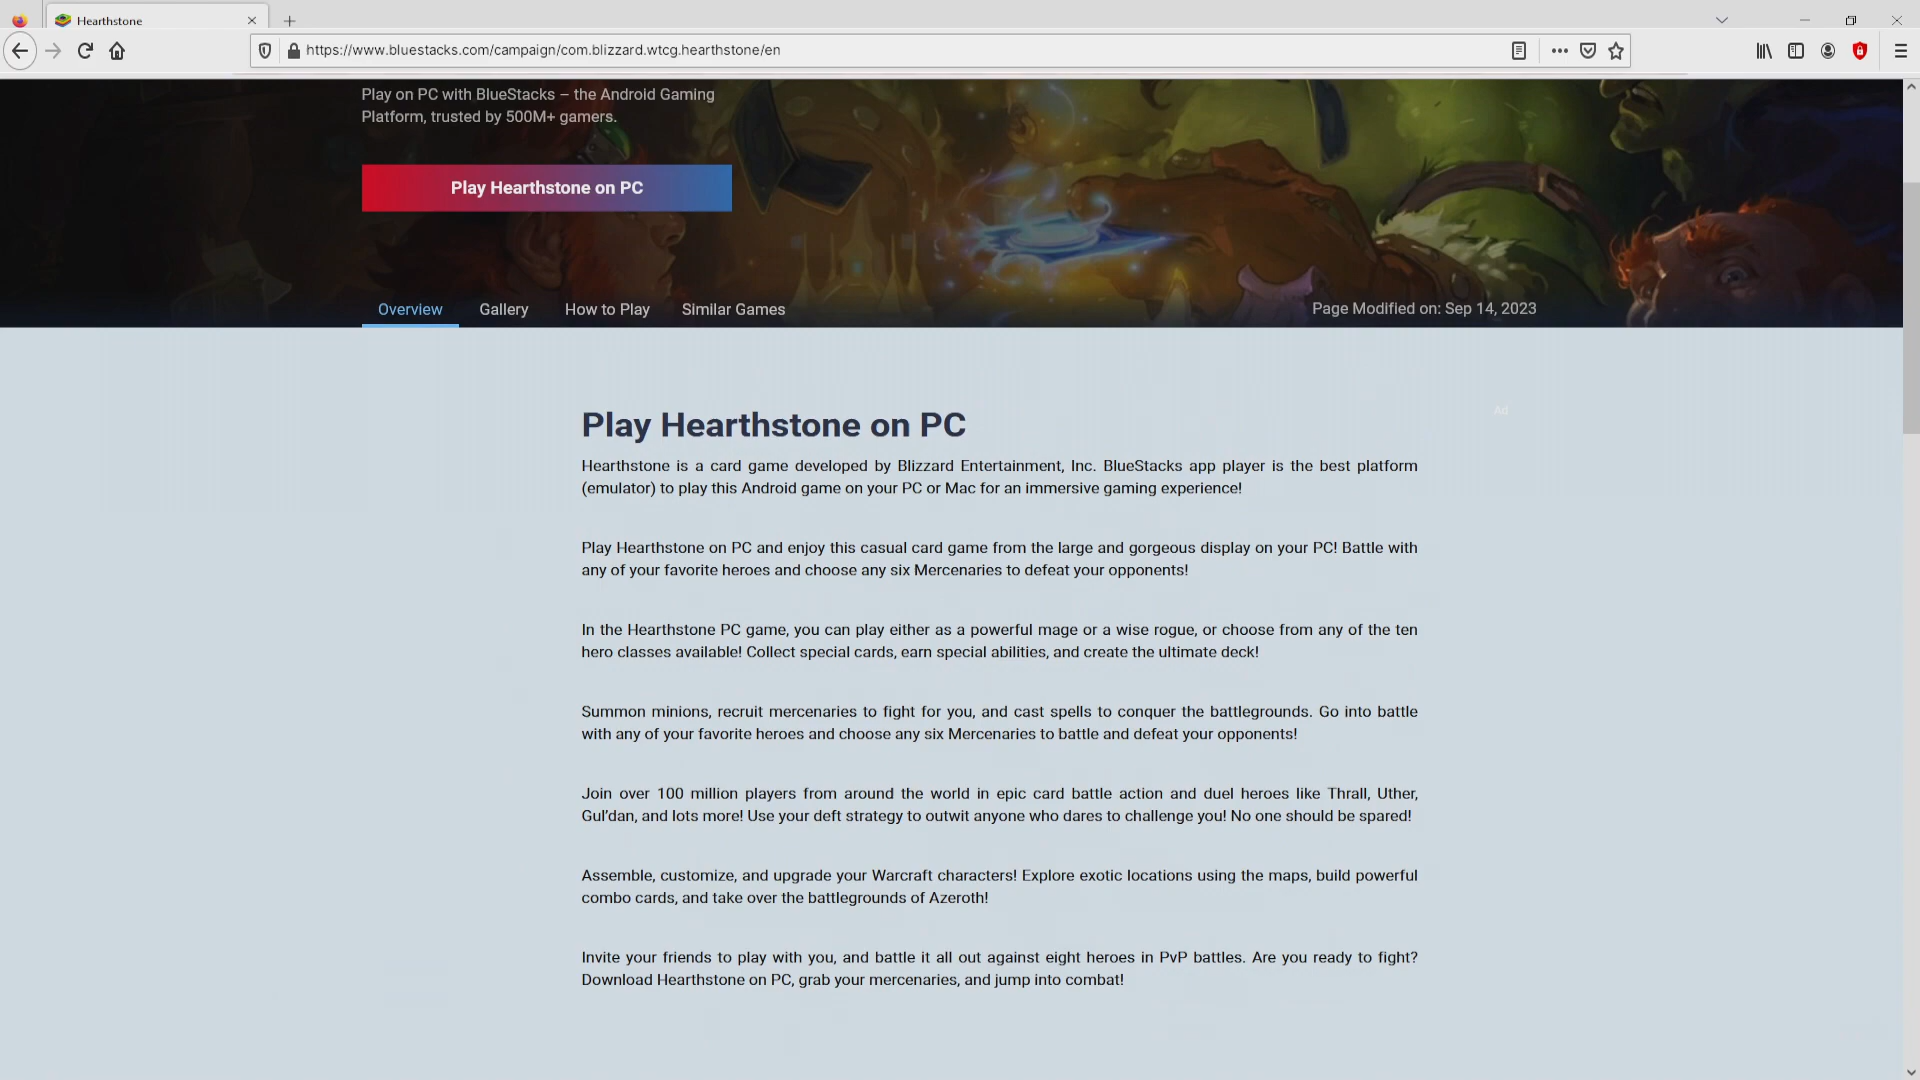 Hearthstone
https://www.bluestacks.com/campaign/com.blizzard.wtcg.hearthstone/en
Play on PC with BlueStacks – the Android Gaming
Platform, trusted by 500M+ gamers.
Play Hearthstone on PC
Overview
Gallery
How to Play
Similar Games
Page Modified on: Sep 14, 2023
Play Hearthstone on PC
Ad
Hearthstone is a card game developed by Blizzard Entertainment, Inc. BlueStacks app player is the best platform
(emulator) to play this Android game on your PC or Mac for an immersive gaming experience!
Play Hearthstone on PC and enjoy this casual card game from the large and gorgeous display on your PC! Battle with
any of your favorite heroes and choose any six Mercenaries to defeat your opponents!
In the Hearthstone PC game, you can play either as a powerful mage or a wise rogue, or choose from any of the ten
hero classes available! Collect special cards, earn special abilities, and create the ultimate deck!
Summon minions, recruit mercenaries to fight for you, and cast spells to conquer the battlegrounds. Go into battle
with any of your favorite heroes and choose any six Mercenaries to battle and defeat your opponents!
Join over 100 million players from around the world in epic card battle action and duel heroes like Thrall, Uther,
Gul’dan, and lots more! Use your deft strategy to outwit anyone who dares to challenge you! No one should be spared!
Assemble, customize, and upgrade your Warcraft characters! Explore exotic locations using the maps, build powerful
combo cards, and take over the battlegrounds of Azeroth!
Invite your friends to play with you, and battle it all out against eight heroes in PvP battles. Are you ready to fight?
Download Hearthstone on PC, grab your mercenaries, and jump into combat!